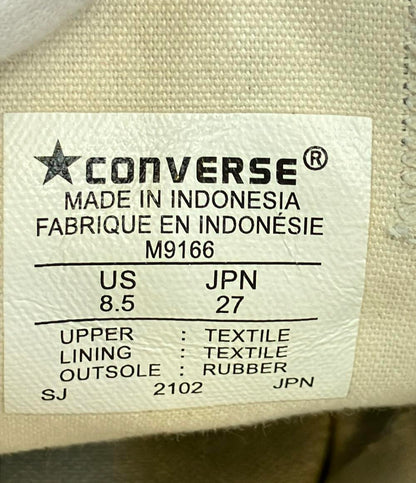 ★CONVERSE®
MADE IN INDONESIA
FABRIQUE EN INDONÉSIE
M9166
US JPN
8.5 27
UPPER : TEXTILE
LINING : TEXTILE
OUTSOLE : RUBBER
SJ 2102 JPN